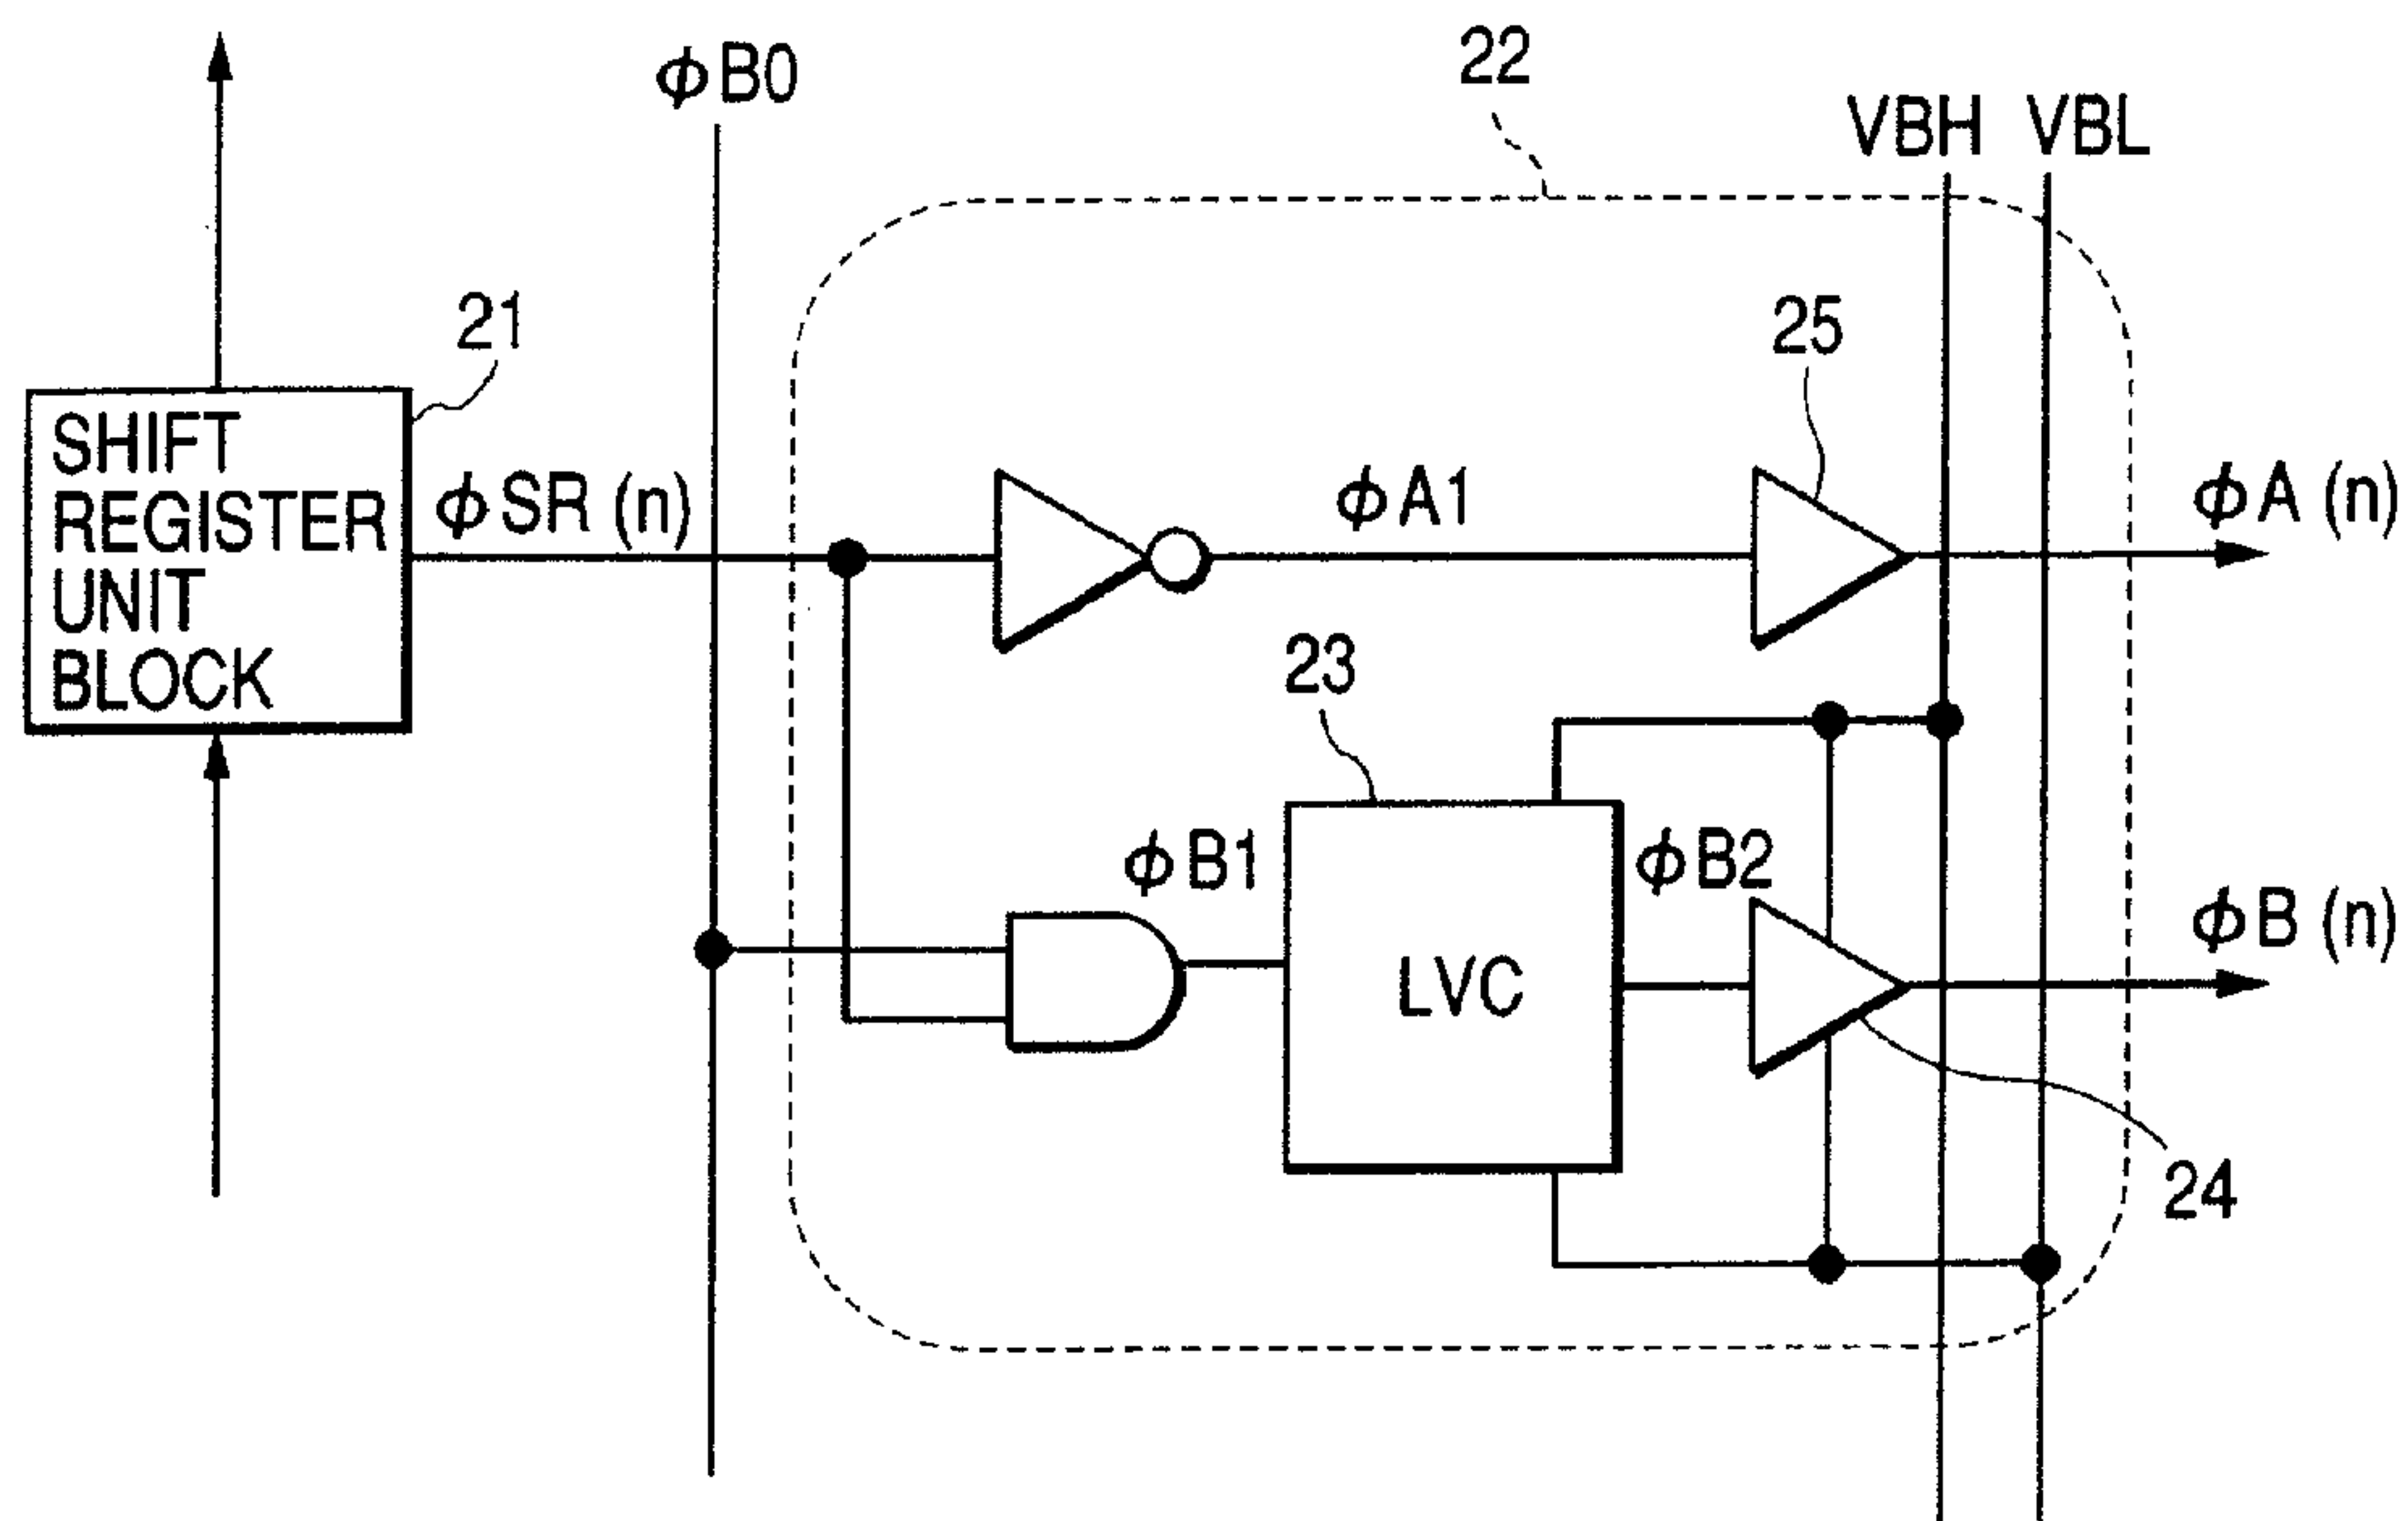 22
ϕB0
VBH
VBL
21
25
SHIFT
REGISTER
UNIT
BLOCK
ϕSR (n)
ϕA1
ϕA (n)
23
ϕB1
ϕB2
ϕB (n)
LVC
24